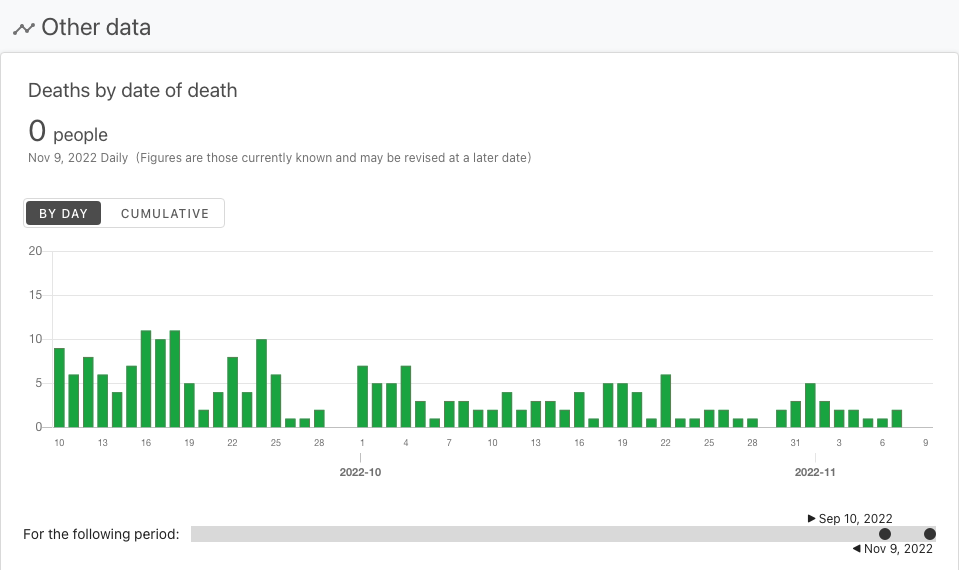 Other data
Deaths by date of death
0 people
Nov 9, 2022 Daily (Figures are those currently known and may be revised at a later date)
BY DAY CUMULATIVE
20
15
10
5
0
10 13 16 19 22 25 28 1 4 7 10 13 16 19 22 25 28 31 3 6 9
2022-10 2022-11
▶ Sep 10, 2022
For the following period:
◀ Nov 9, 2022